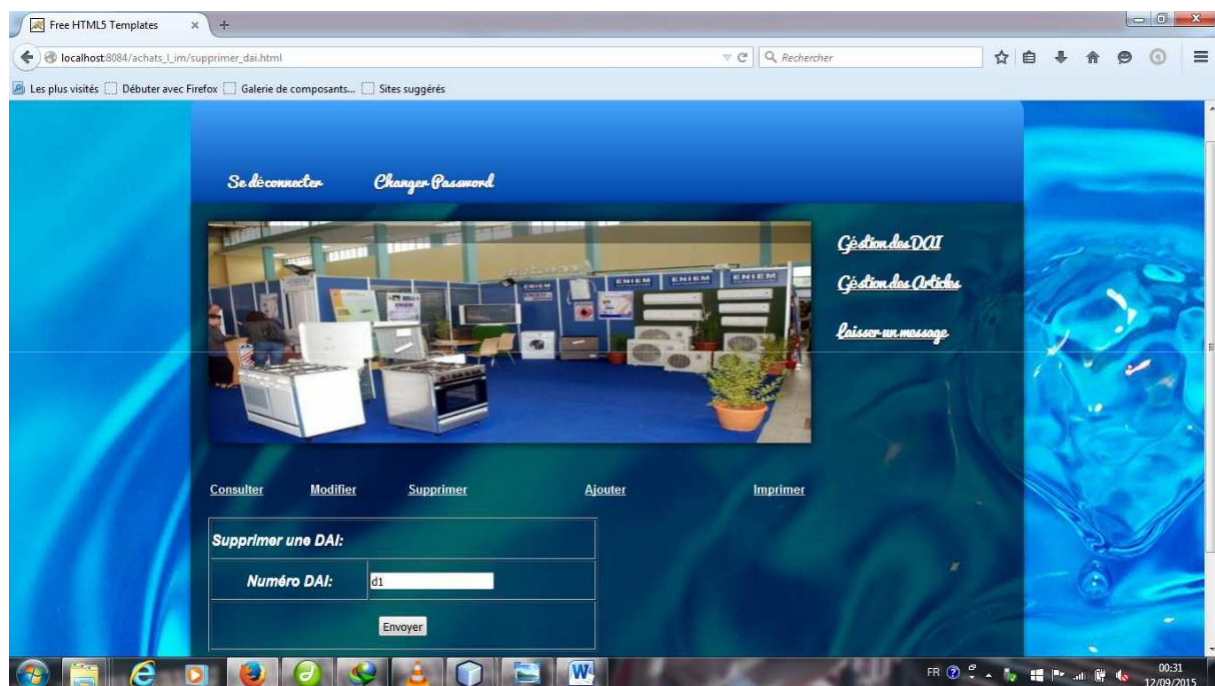 Free HTML5 Templates
localhost:8084/achats_l_im/supprimer_dai.html
Rechercher
Les plus visités Débuter avec Firefox Galerie de composants... Sites suggérés
Se déconnecter Changer Password
Géstion des DAI
Géstion des Articles
Laisser un message
ENIEM ENIEM ENIEM
Consulter Modifier Supprimer Ajouter Imprimer
Supprimer une DAI:
Numéro DAI: d1
Envoyer
FR 00:31
12/09/2015